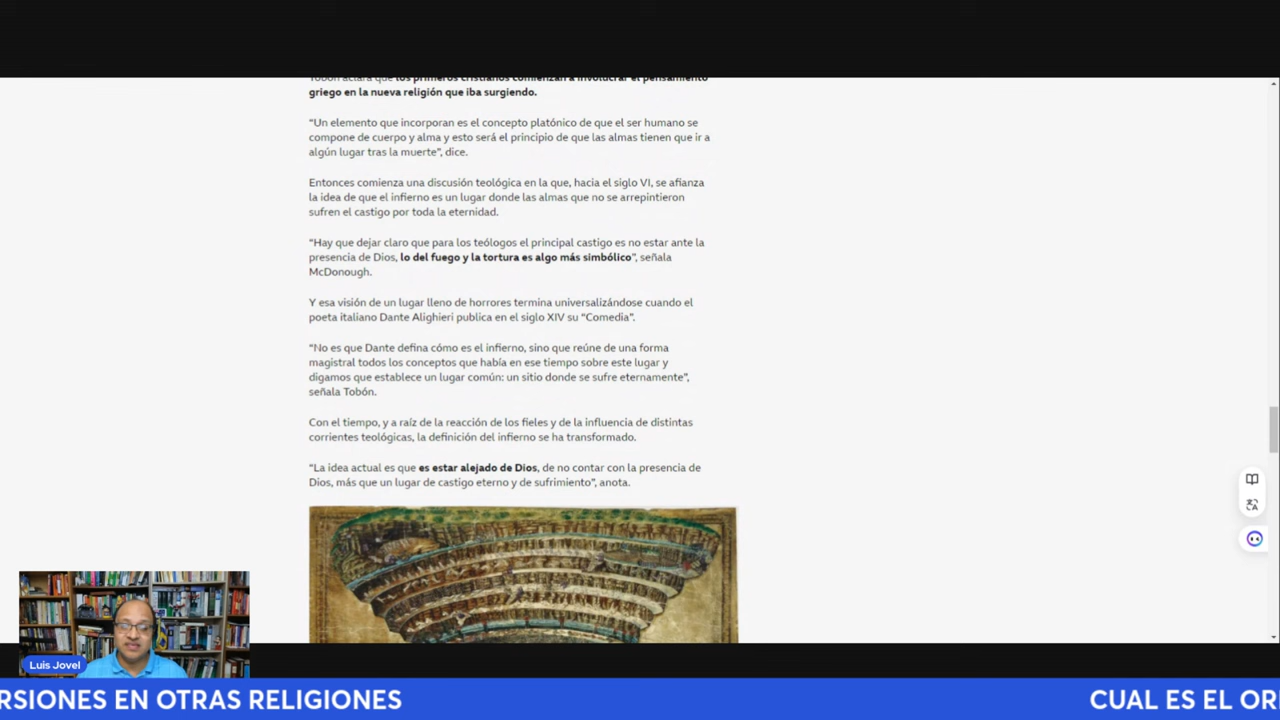 Tobón aclara que los primeros cristianos comienzan a involucrar el pensamiento
griego en la nueva religión que iba surgiendo.
“Un elemento que incorporan es el concepto platónico de que el ser humano se
compone de cuerpo y alma y esto será el principio de que las almas tienen que ir a
algún lugar tras la muerte”, dice.
Entonces comienza una discusión teológica en la que, hacia el siglo VI, se afianza
la idea de que el infierno es un lugar donde las almas que no se arrepintieron
sufren el castigo por toda la eternidad.
“Hay que dejar claro que para los teólogos el principal castigo es no estar ante la
presencia de Dios, lo del fuego y la tortura es algo más simbólico”, señala
McDonough.
Y esa visión de un lugar lleno de horrores termina universalizándose cuando el
poeta italiano Dante Alighieri publica en el siglo XIV su “Comedia”.
“No es que Dante defina cómo es el infierno, sino que reúne de una forma
magistral todos los conceptos que había en ese tiempo sobre este lugar y
digamos que establece un lugar común: un sitio donde se sufre eternamente”,
señala Tobón.
Con el tiempo, y a raíz de la reacción de los fieles y de la influencia de distintas
corrientes teológicas, la definición del infierno se ha transformado.
“La idea actual es que es estar alejado de Dios, de no contar con la presencia de
Dios, más que un lugar de castigo eterno y de sufrimiento”, anota.
Luis Jovel
RSIONES EN OTRAS RELIGIONES
CUAL ES EL OR